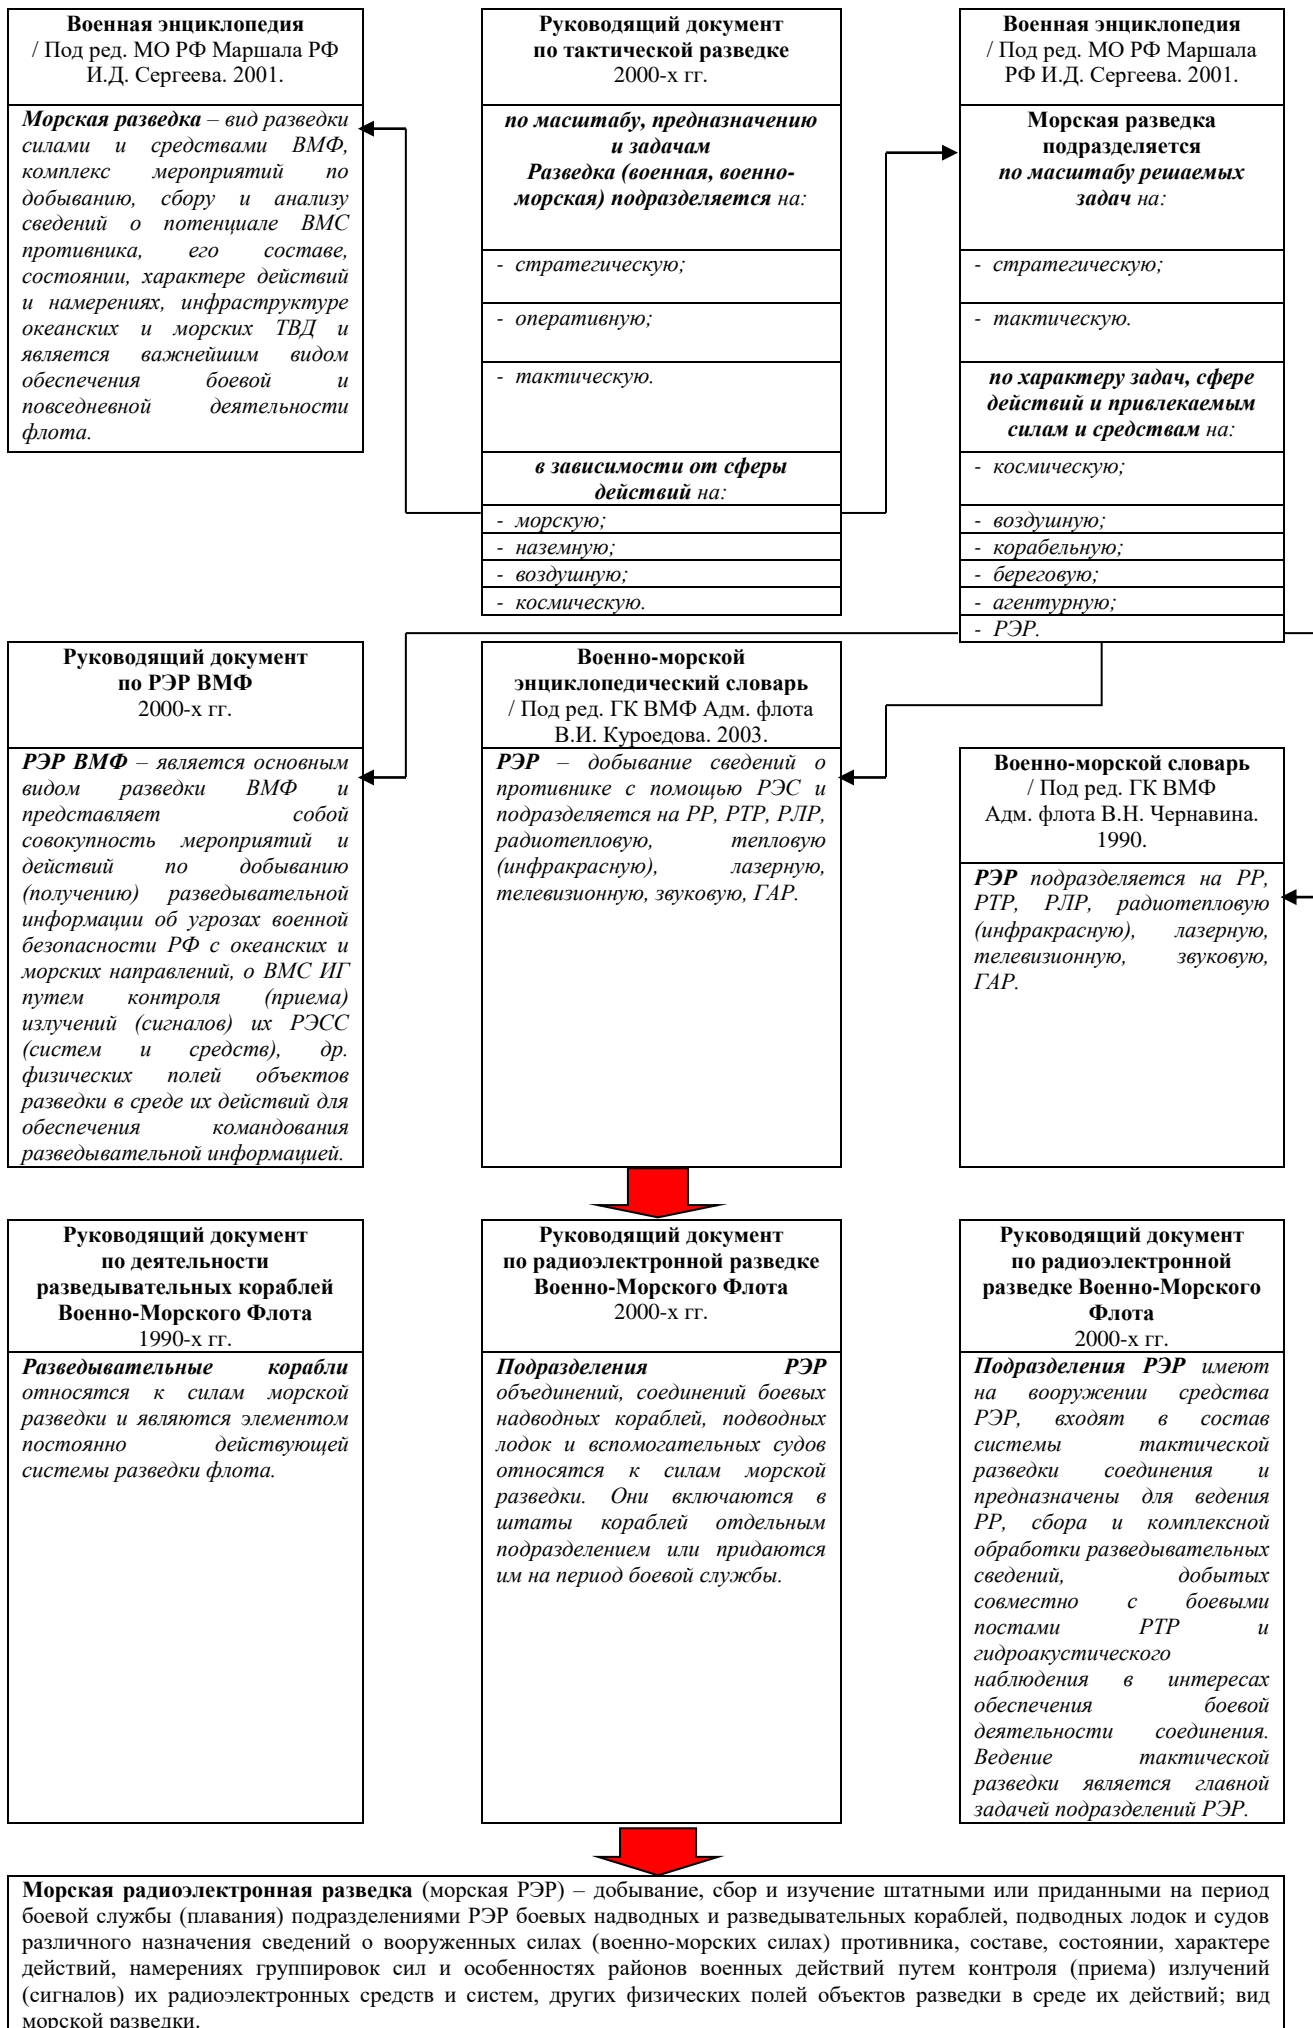 Военная энциклопедия
/ Под ред. МО РФ Маршала РФ
И.Д. Сергеева. 2001.
Морская разведка – вид разведки
силами и средствами ВМФ,
комплекс мероприятий по
добыванию, сбору и анализу
сведений о потенциале ВМС
противника, его составе,
состоянии, характере действий
и намерениях, инфраструктуре
океанских и морских ТВД и
является важнейшим видом
обеспечения боевой и
повседневной деятельности
флота.
Руководящий документ
по тактической разведке
2000-х гг.
по масштабу, предназначению
и задачам
Разведка (военная, военно-
морская) подразделяется на:
- стратегическую;
- оперативную;
- тактическую.
в зависимости от сферы
действий на:
- морскую;
- наземную;
- воздушную;
- космическую.
Военная энциклопедия
/ Под ред. МО РФ Маршала
РФ И.Д. Сергеева. 2001.
Морская разведка
подразделяется
по масштабу решаемых
задач на:
- стратегическую;
- тактическую.
по характеру задач, сфере
действий и привлекаемым
силам и средствам на:
- космическую;
- воздушную;
- корабельную;
- береговую;
- агентурную;
- РЭР.
Руководящий документ
по РЭР ВМФ
2000-х гг.
РЭР ВМФ – является основным
видом разведки ВМФ и
представляет собой
совокупность мероприятий и
действий по добыванию
(получению) разведывательной
информации об угрозах военной
безопасности РФ с океанских и
морских направлений, о ВМС ИГ
путем контроля (приема)
излучений (сигналов) их РЭСС
(систем и средств), др.
физических полей объектов
разведки в среде их действий для
обеспечения командования
разведывательной информацией.
Военно-морской
энциклопедический словарь
/ Под ред. ГК ВМФ Адм. флота
В.И. Куроедова. 2003.
РЭР – добывание сведений о
противнике с помощью РЭС и
подразделяется на РР, РТР, РЛР,
радиотепловую, тепловую
(инфракрасную), лазерную,
телевизионную, звуковую, ГАР.
Военно-морской словарь
/ Под ред. ГК ВМФ
Адм. флота В.Н. Чернавина.
1990.
РЭР подразделяется на РР,
РТР, РЛР, радиотепловую
(инфракрасную), лазерную,
телевизионную, звуковую,
ГАР.
Руководящий документ
по деятельности
разведывательных кораблей
Военно-Морского Флота
1990-х гг.
Разведывательные корабли
относятся к силам морской
разведки и являются элементом
постоянно действующей
системы разведки флота.
Руководящий документ
по радиоэлектронной разведке
Военно-Морского Флота
2000-х гг.
Подразделения РЭР
объединений, соединений боевых
надводных кораблей, подводных
лодок и вспомогательных судов
относятся к силам морской
разведки. Они включаются в
штаты кораблей отдельным
подразделением или придаются
им на период боевой службы.
Руководящий документ
по радиоэлектронной
разведке Военно-Морского
Флота
2000-х гг.
Подразделения РЭР имеют
на вооружении средства
РЭР, входят в состав
системы тактической
разведки соединения и
предназначены для ведения
РР, сбора и комплексной
обработки разведывательных
сведений, добытых
совместно с боевыми
постами РТР и
гидроакустического
наблюдения в интересах
обеспечения боевой
деятельности соединения.
Ведение тактической
разведки является главной
задачей подразделений РЭР.
Морская радиоэлектронная разведка (морская РЭР) – добывание, сбор и изучение штатными или приданными на период
боевой службы (плавания) подразделениями РЭР боевых надводных и разведывательных кораблей, подводных лодок и судов
различного назначения сведений о вооруженных силах (военно-морских силах) противника, составе, состоянии, характере
действий, намерениях группировок сил и особенностях районов военных действий путем контроля (приема) излучений
(сигналов) их радиоэлектронных средств и систем, других физических полей объектов разведки в среде их действий; вид
морской разведки.